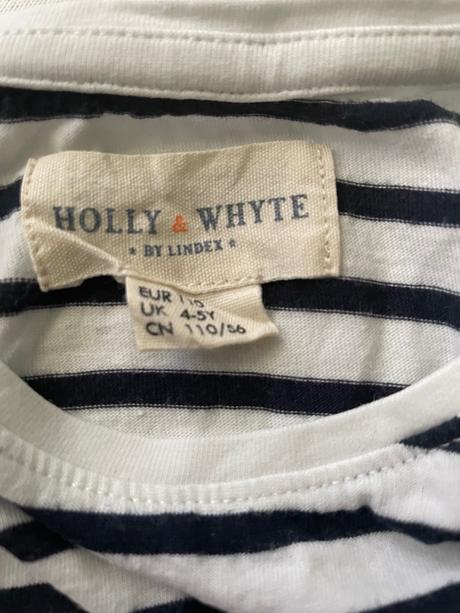 HOLLY & WHYTE
* BY LINDEX *
EUR 110
UK 4-5Y
CN 110/56